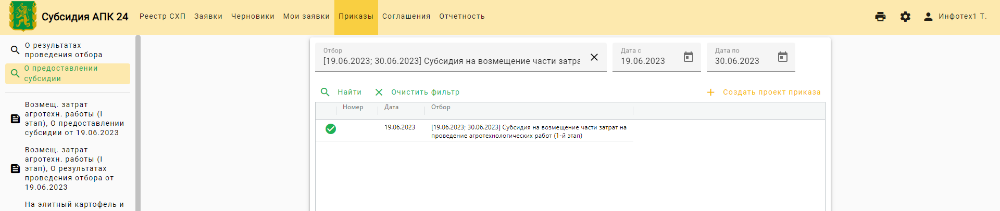 Субсидия АПК 24
Реестр СХП
Заявки
Черновики
Мои заявки
Приказы
Соглашения
Отчетность
Инфотех1 Т.
О результатах
проведения отбора
О предоставлении
субсидии
Возмещ. затрат
агротехн. работы (I
этап), О предоставлении
субсидии от 19.06.2023
Возмещ. затрат
агротехн. работы (I
этап), О результатах
проведения отбора от
19.06.2023
На элитный картофель и
Отбор
[19.06.2023; 30.06.2023] Субсидия на возмещение части затра
Дата с
19.06.2023
Дата по
30.06.2023
Найти
Очистить фильтр
Создать проект приказа
Номер
Дата
Отбор
19.06.2023
[19.06.2023; 30.06.2023] Субсидия на возмещение части затрат на
проведение агротехнологических работ (1-й этап)